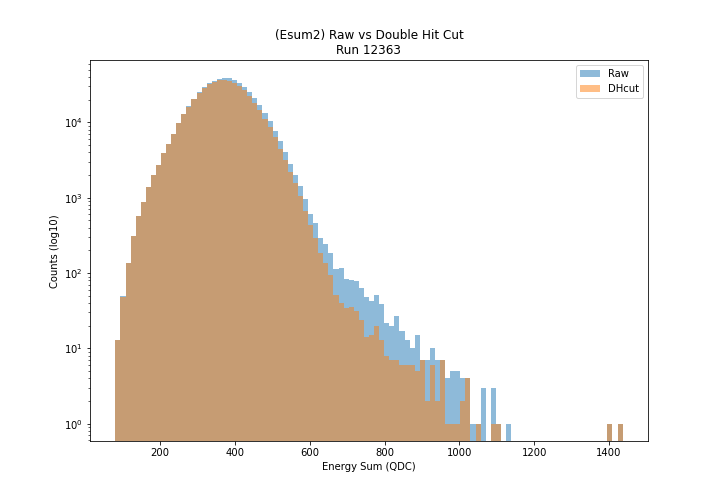 (Esum2) Raw vs Double Hit Cut
Run 12363
Raw
DHcut
10⁴
10³
10²
10¹
10⁰
Counts (log10)
200 400 600 800 1000 1200 1400
Energy Sum (QDC)